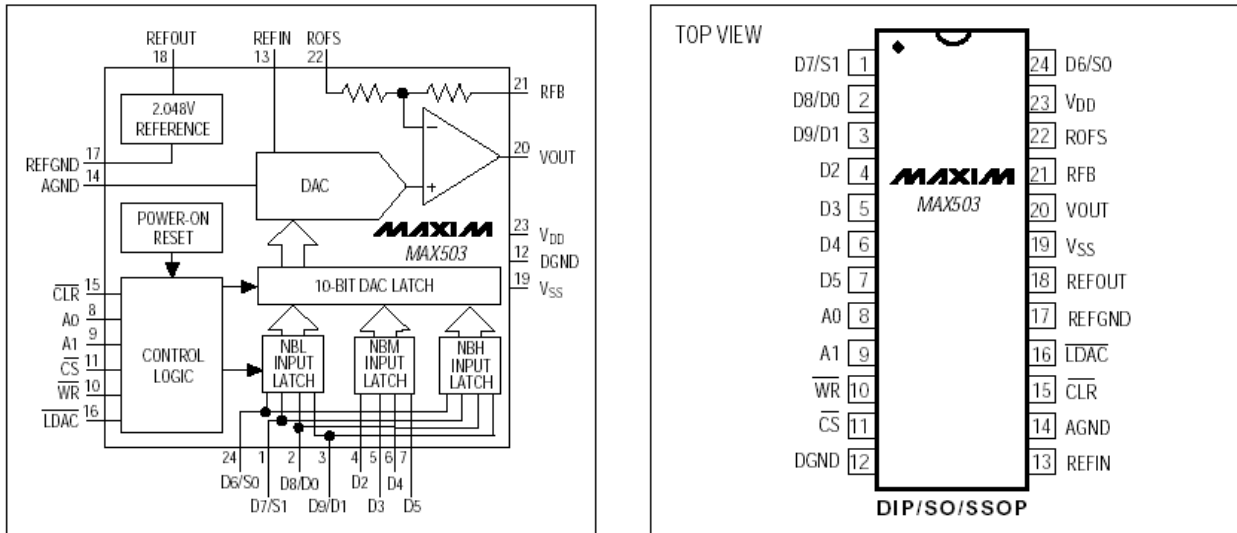 REFOUT REFIN ROFS
18 13 22
21 RFB
2.048V
REFERENCE
17
REFGND
14
AGND
DAC
−
+
20 VOUT
POWER-ON
RESET
MAXIM
MAX503
23 VDD
12 DGND
19 VSS
10-BIT DAC LATCH
CLR 15
A0 8
A1 9
CS 11
WR 10
LDAC 16
CONTROL
LOGIC
NBL
INPUT
LATCH
NBM
INPUT
LATCH
NBH
INPUT
LATCH
24 1 2 3 4 5 6 7
D6/S0 D8/D0 D2 D4
D7/S1 D9/D1 D3 D5
TOP VIEW
D7/S1 1 24 D6/S0
D8/D0 2 23 VDD
D9/D1 3 22 ROFS
D2 4 21 RFB
D3 5 20 VOUT
D4 6 19 VSS
D5 7 18 REFOUT
A0 8 17 REFGND
A1 9 16 LDAC
WR 10 15 CLR
CS 11 14 AGND
DGND 12 13 REFIN
MAXIM
MAX503
DIP/SO/SSOP